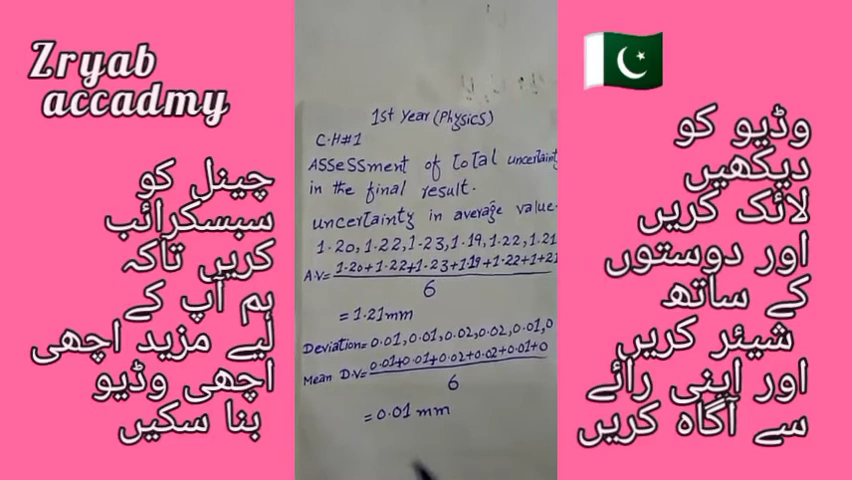 Zryab
accadmy
چینل کو
سبسکرائب
کریں تاکہ
ہم آپ کے
لیے مزید اچھی
اچھی وڈیو
بنا سکیں
1st Year (Physics)
C.H#1
Assessment of total uncertaint
in the final result.
uncertainty in average value.
1.20, 1.22, 1.23, 1.19, 1.22, 1.21
A.V= 1.20+1.22+1.23+1.19+1.22+1+21
6
= 1.21mm
Deviation= 0.01, 0.01, 0.02, 0.02, 0.01, 0
Mean D.V= 0.01+0.01+0.02+0.02+0.01+0
6
= 0.01 mm
وڈیو کو
دیکھیں
لائک کریں
اور دوستوں
کے ساتھ
شیئر کریں
اور اپنی رائے
سے آگاہ کریں